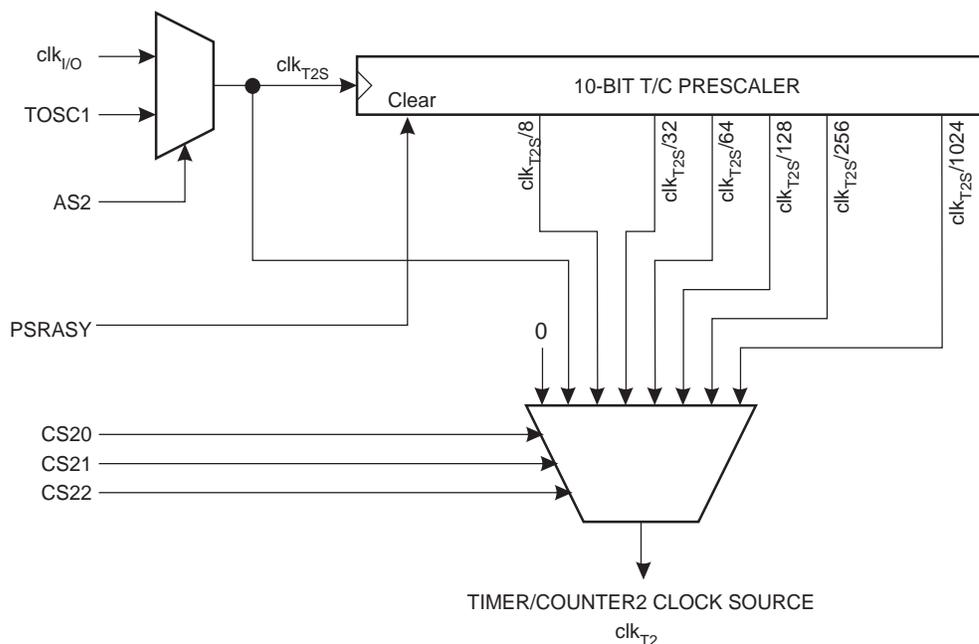 clkI/O
TOSC1
AS2
PSRASY
clkT2S
10-BIT T/C PRESCALER
Clear
clkT2S/8
clkT2S/32
clkT2S/64
clkT2S/128
clkT2S/256
clkT2S/1024
0
CS20
CS21
CS22
TIMER/COUNTER2 CLOCK SOURCE
clkT2